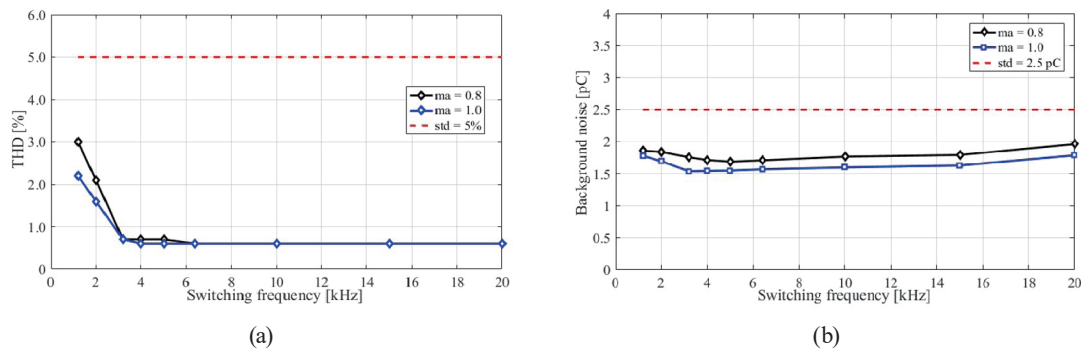 6.0
5.0
4.0
3.0
2.0
1.0
0
THD [%]
ma = 0.8
ma = 1.0
std = 5%
0 2 4 6 8 10 12 14 16 18 20
Switching frequency [kHz]
(a)
4
3.5
3
2.5
2
1.5
1
0.5
0
Background noise [pC]
ma = 0.8
ma = 1.0
std = 2.5 pC
0 2 4 6 8 10 12 14 16 18 20
Switching frequency [kHz]
(b)